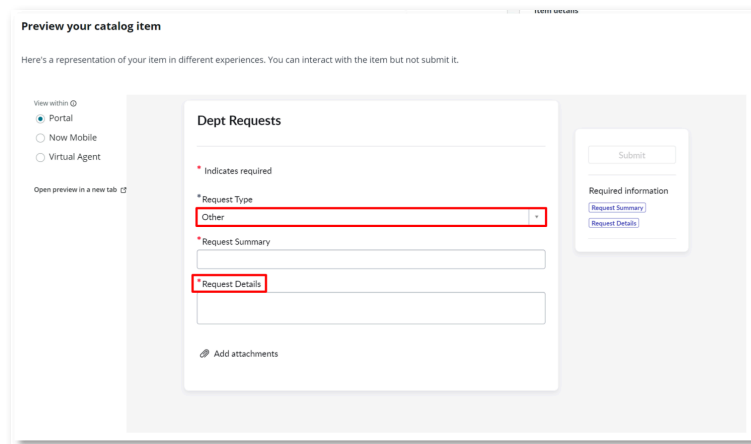 Item details
Preview your catalog item
Here's a representation of your item in different experiences. You can interact with the item but not submit it.
View within
Portal
Now Mobile
Virtual Agent
Open preview in a new tab
Dept Requests
* Indicates required
*Request Type
Other
*Request Summary
*Request Details
Add attachments
Submit
Required information
Request Summary
Request Details